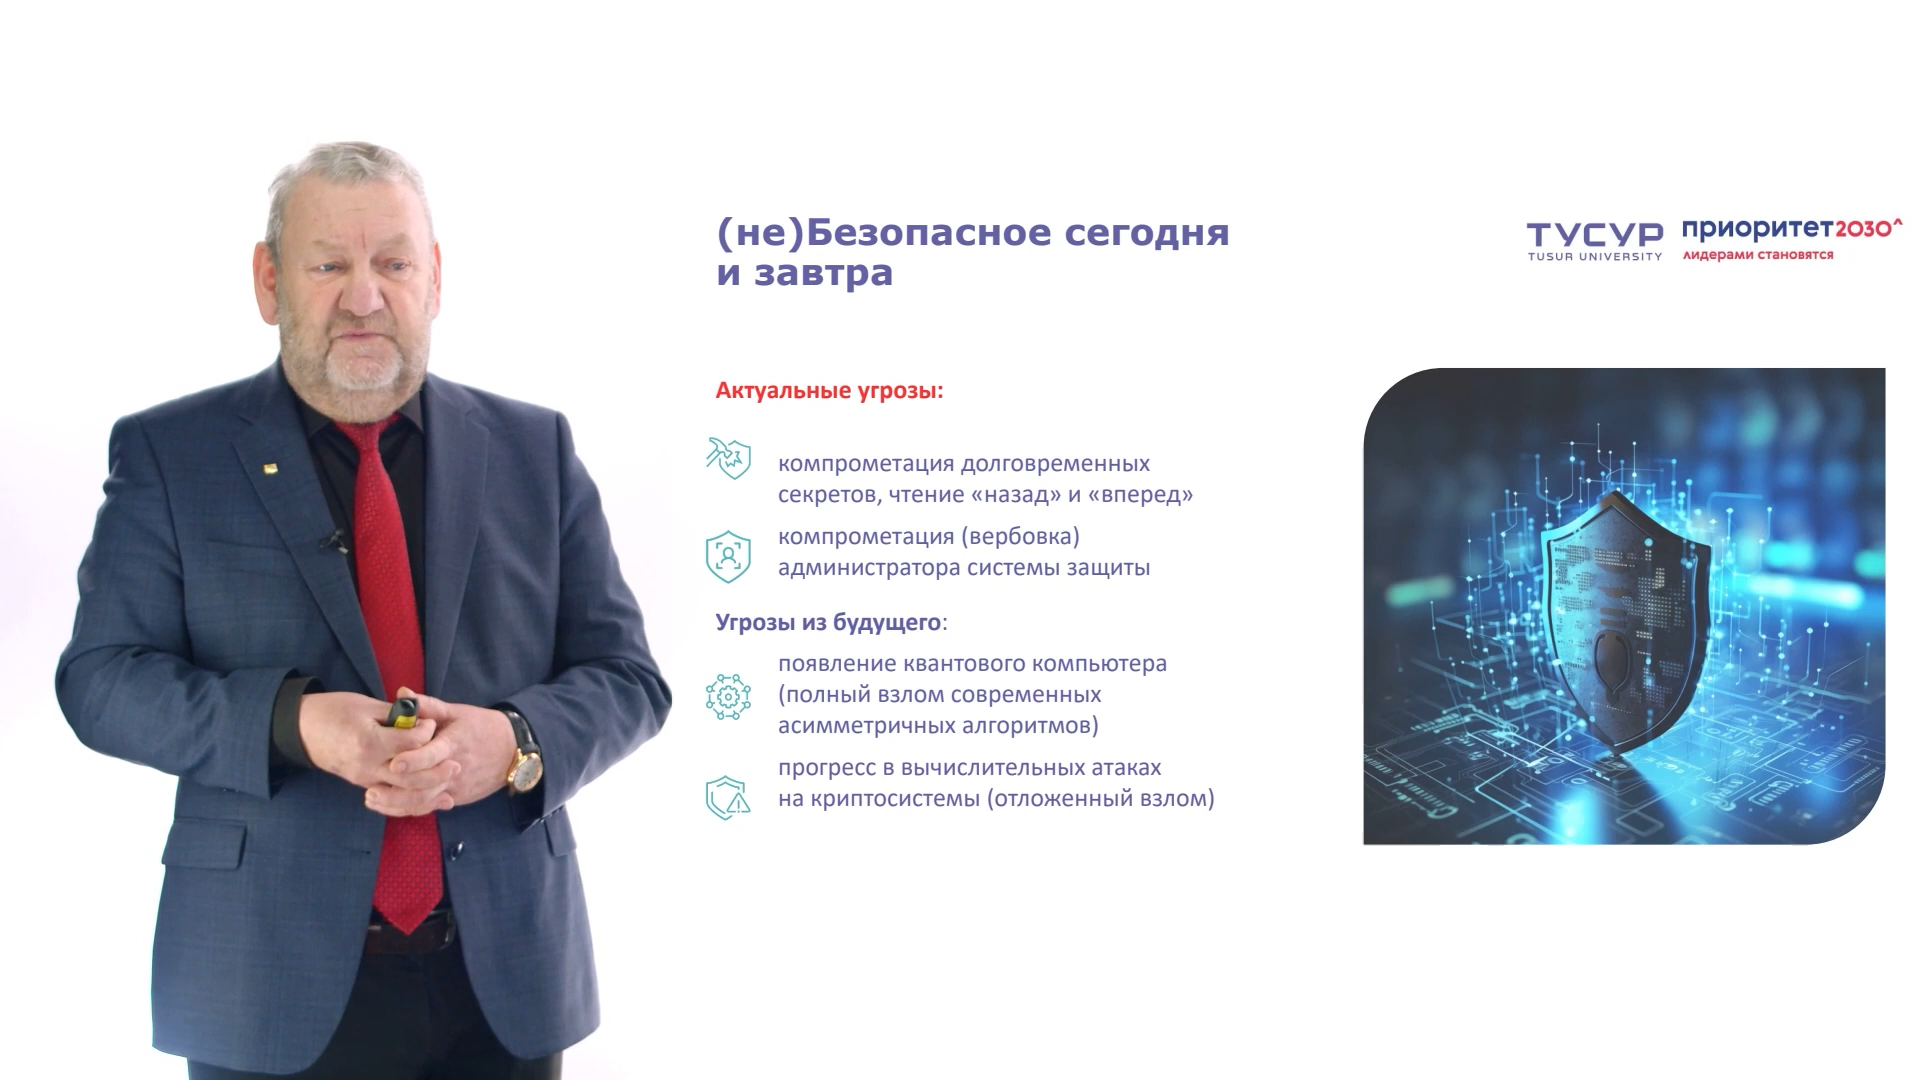 (не)Безопасное сегодня
и завтра
ТУСУР
TUSUR UNIVERSITY
приоритет2030^
лидерами становятся
Актуальные угрозы:
компрометация долговременных
секретов, чтение «назад» и «вперед»
компрометация (вербовка)
администратора системы защиты
Угрозы из будущего:
появление квантового компьютера
(полный взлом современных
асимметричных алгоритмов)
прогресс в вычислительных атаках
на криптосистемы (отложенный взлом)